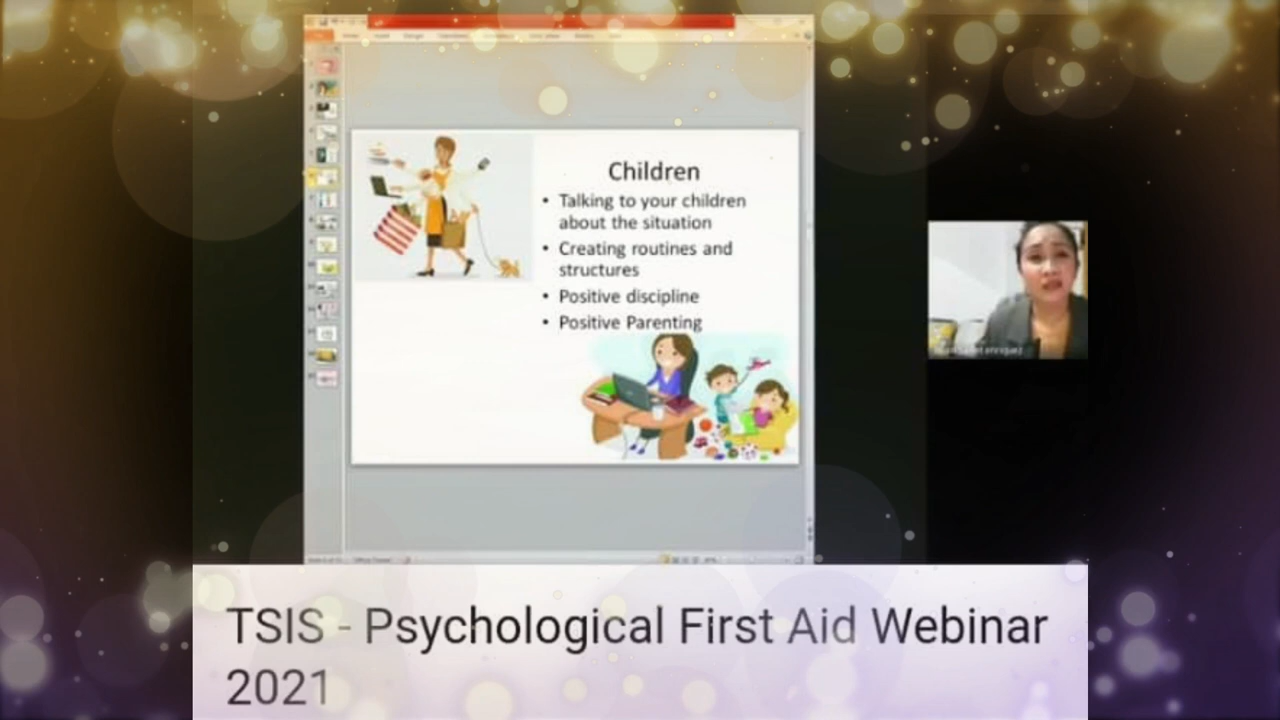 Children
• Talking to your children
about the situation
• Creating routines and
structures
• Positive discipline
• Positive Parenting
TSIS - Psychological First Aid Webinar
2021